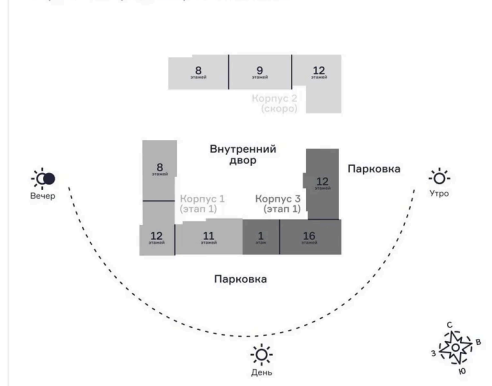 8
этажей
9
этажей
12
этажей
Корпус 2
(скоро)
Внутренний
двор
8
этажей
12
этажей
Парковка
Вечер
Утро
Корпус 1
(этап 1)
Корпус 3
(этап 1)
12
этажей
11
этажей
1
этаж
16
этажей
Парковка
День
С
В
З
Ю